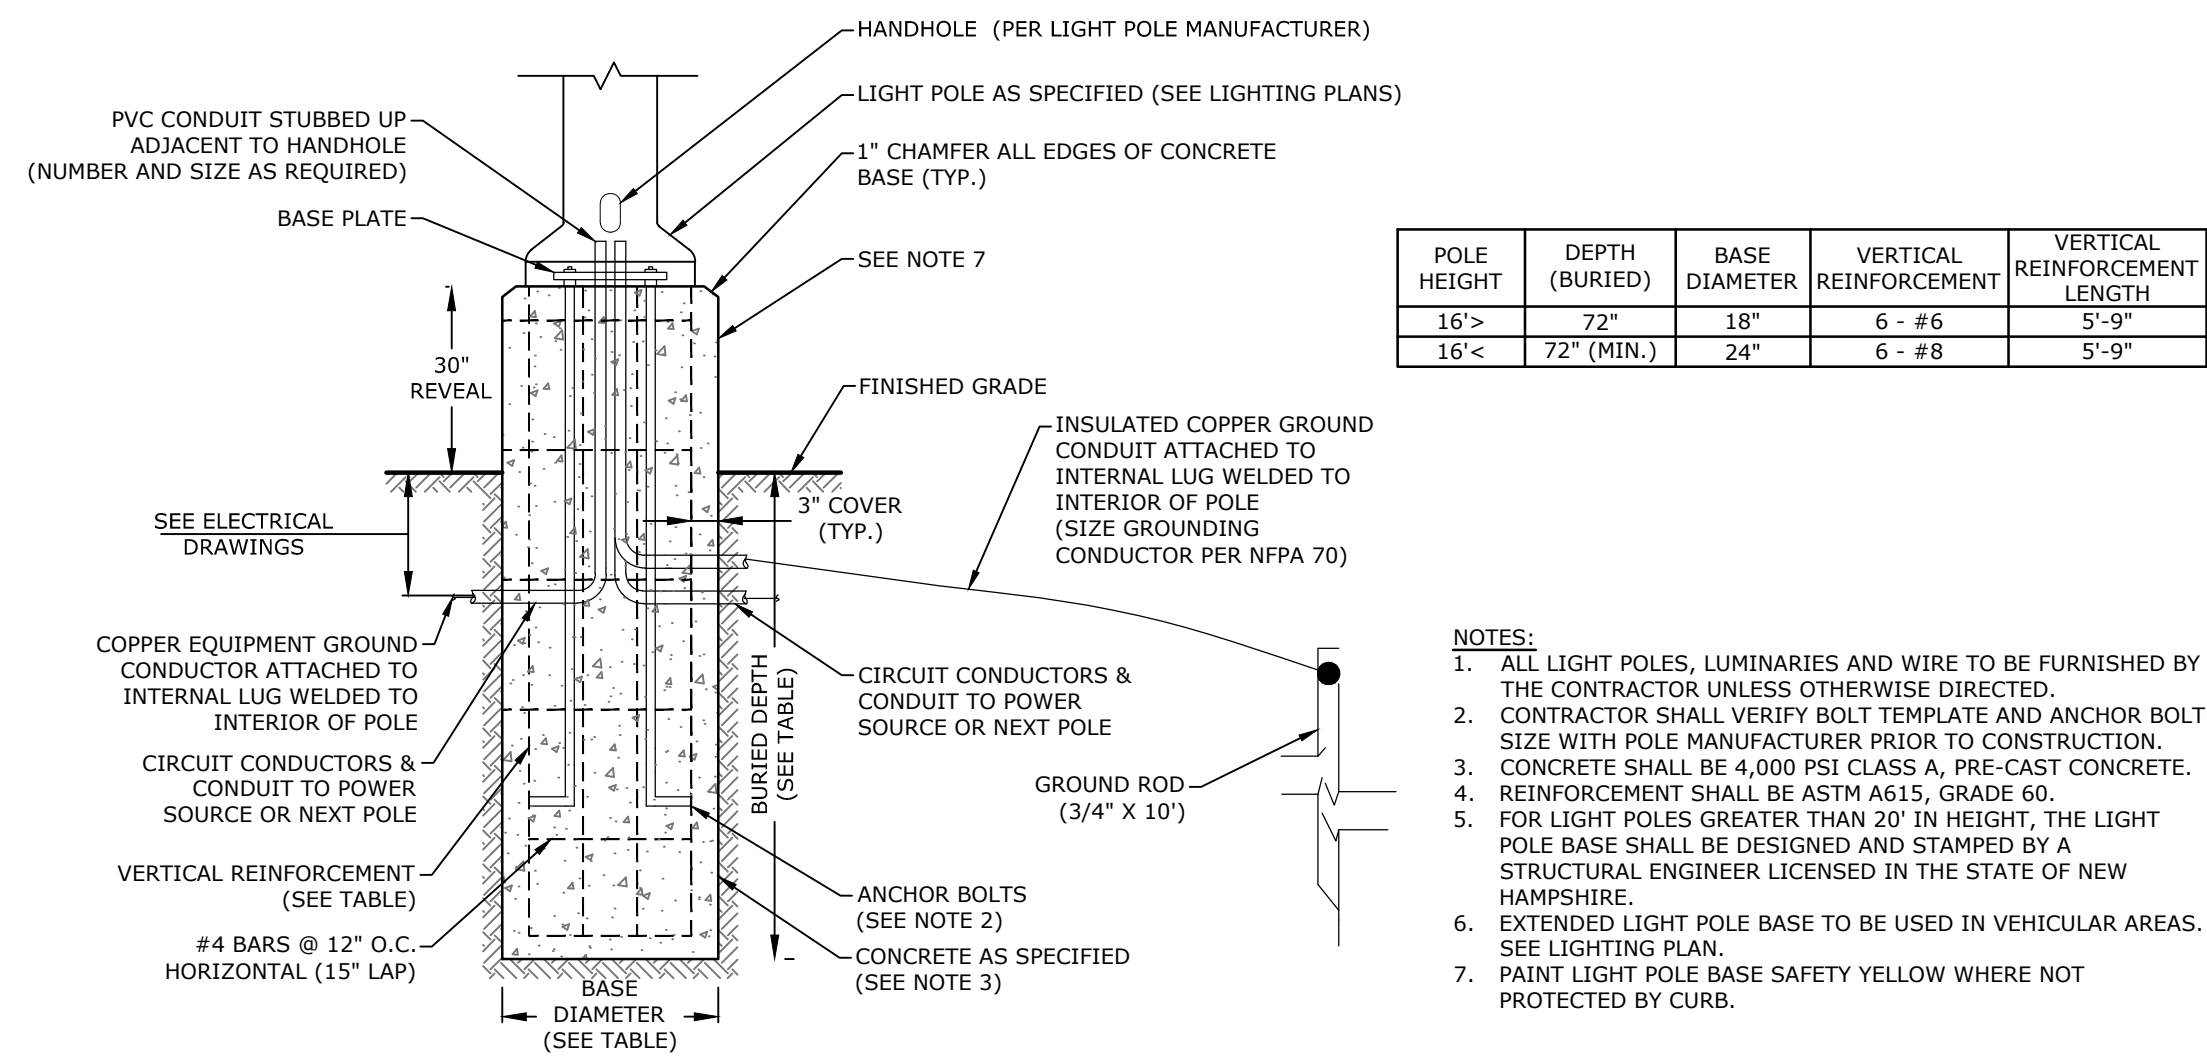 HANDHOLE (PER LIGHT POLE MANUFACTURER)
LIGHT POLE AS SPECIFIED (SEE LIGHTING PLANS)
PVC CONDUIT STUBBED UP
ADJACENT TO HANDHOLE
(NUMBER AND SIZE AS REQUIRED)
1" CHAMFER ALL EDGES OF CONCRETE
BASE (TYP.)
BASE PLATE
SEE NOTE 7
30"
REVEAL
FINISHED GRADE
INSULATED COPPER GROUND
CONDUIT ATTACHED TO
INTERNAL LUG WELDED TO
INTERIOR OF POLE
(SIZE GROUNDING
CONDUCTOR PER NFPA 70)
3" COVER
(TYP.)
SEE ELECTRICAL
DRAWINGS
COPPER EQUIPMENT GROUND
CONDUCTOR ATTACHED TO
INTERNAL LUG WELDED TO
INTERIOR OF POLE
CIRCUIT CONDUCTORS &
CONDUIT TO POWER
SOURCE OR NEXT POLE
BURIED DEPTH
(SEE TABLE)
CIRCUIT CONDUCTORS &
CONDUIT TO POWER
SOURCE OR NEXT POLE
GROUND ROD
(3/4" X 10')
VERTICAL REINFORCEMENT
(SEE TABLE)
ANCHOR BOLTS
(SEE NOTE 2)
#4 BARS @ 12" O.C.
HORIZONTAL (15" LAP)
CONCRETE AS SPECIFIED
(SEE NOTE 3)
BASE
DIAMETER
(SEE TABLE)
POLE HEIGHT DEPTH (BURIED) BASE DIAMETER VERTICAL REINFORCEMENT VERTICAL REINFORCEMENT LENGTH
16'> 72" 18" 6 - #6 5'-9"
16'< 72" (MIN.) 24" 6 - #8 5'-9"
NOTES:
1. ALL LIGHT POLES, LUMINARIES AND WIRE TO BE FURNISHED BY
THE CONTRACTOR UNLESS OTHERWISE DIRECTED.
2. CONTRACTOR SHALL VERIFY BOLT TEMPLATE AND ANCHOR BOLT
SIZE WITH POLE MANUFACTURER PRIOR TO CONSTRUCTION.
3. CONCRETE SHALL BE 4,000 PSI CLASS A, PRE-CAST CONCRETE.
4. REINFORCEMENT SHALL BE ASTM A615, GRADE 60.
5. FOR LIGHT POLES GREATER THAN 20' IN HEIGHT, THE LIGHT
POLE BASE SHALL BE DESIGNED AND STAMPED BY A
STRUCTURAL ENGINEER LICENSED IN THE STATE OF NEW
HAMPSHIRE.
6. EXTENDED LIGHT POLE BASE TO BE USED IN VEHICULAR AREAS.
SEE LIGHTING PLAN.
7. PAINT LIGHT POLE BASE SAFETY YELLOW WHERE NOT
PROTECTED BY CURB.